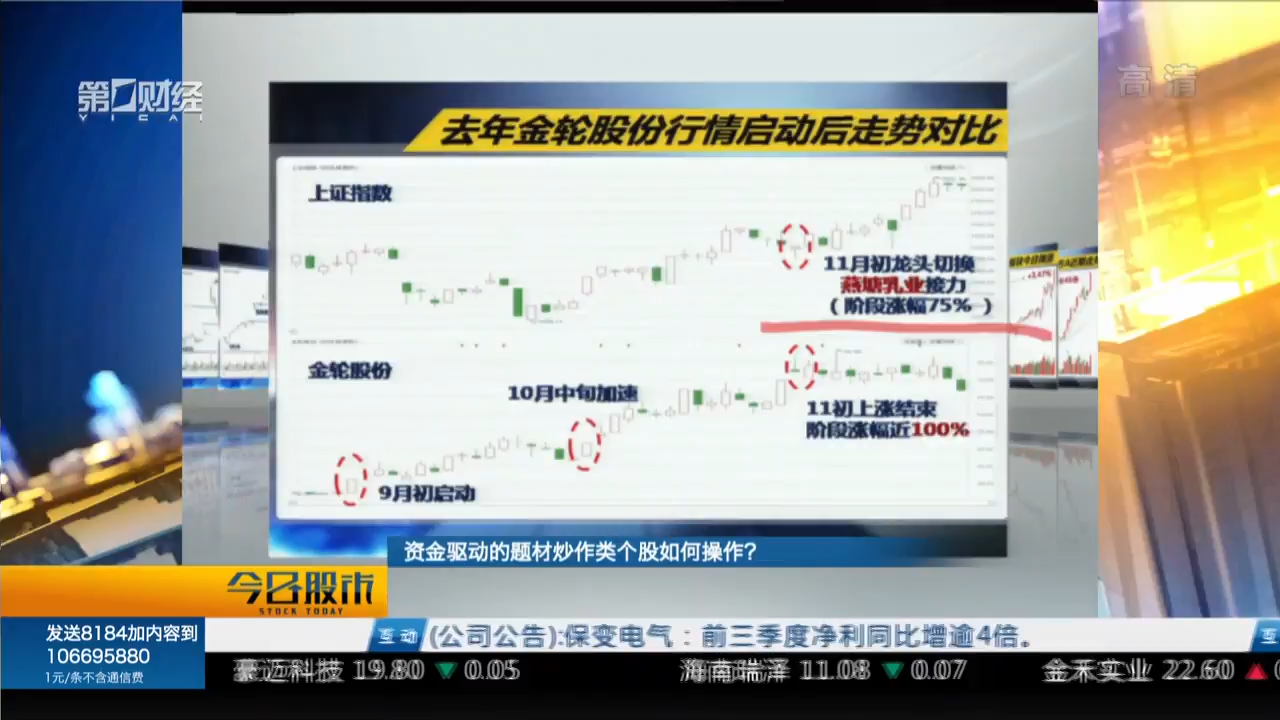 第一财经
YICAI
高清
去年金轮股份行情启动后走势对比
上证指数
11月初龙头切换
燕塘乳业接力
（阶段涨幅75%）
金轮股份
10月中旬加速
11初上涨结束
阶段涨幅近100%
9月初启动
资金驱动的题材炒作类个股如何操作？
今日股市
STOCK TODAY
发送8184加内容到
106695880
1元/条不含通信费
互动
(公司公告):保变电气：前三季度净利同比增逾4倍。
豪迈科技 19.80 ▼ 0.05
海南瑞泽 11.08 ▼ 0.07
金禾实业 22.60 ▲